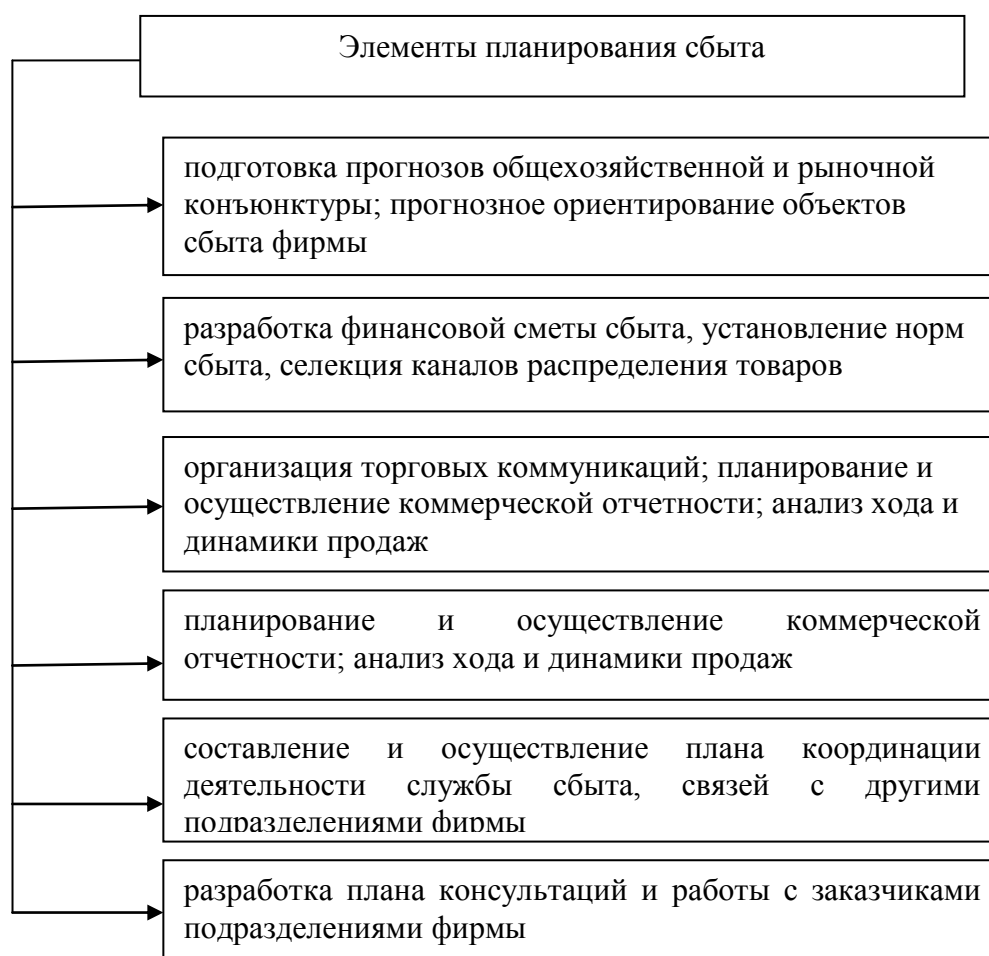 Элементы планирования сбыта
подготовка прогнозов общехозяйственной и рыночной
конъюнктуры; прогнозное ориентирование объектов
сбыта фирмы
разработка финансовой сметы сбыта, установление норм
сбыта, селекция каналов распределения товаров
организация торговых коммуникаций; планирование и
осуществление коммерческой отчетности; анализ хода и
динамики продаж
планирование и осуществление коммерческой
отчетности; анализ хода и динамики продаж
составление и осуществление плана координации
деятельности службы сбыта, связей с другими
подразделениями фирмы
разработка плана консультаций и работы с заказчиками
подразделениями фирмы